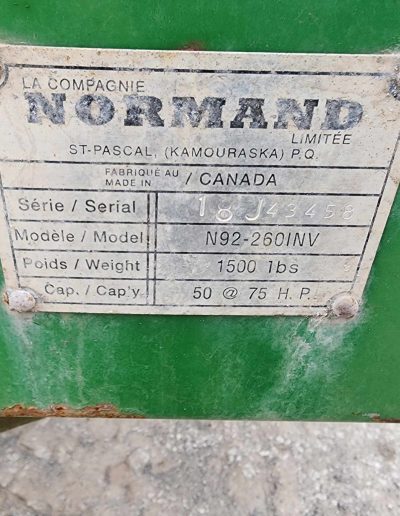 LA COMPAGNIE
NORMAND
LIMITÉE
ST-PASCAL, (KAMOURASKA) P.Q.
FABRIQUÉ AU / CANADA
MADE IN
Série / Serial 18J43458
Modèle / Model N92-260INV
Poids / Weight 1500 lbs
Cap. / Cap'y 50 @ 75 H.P.